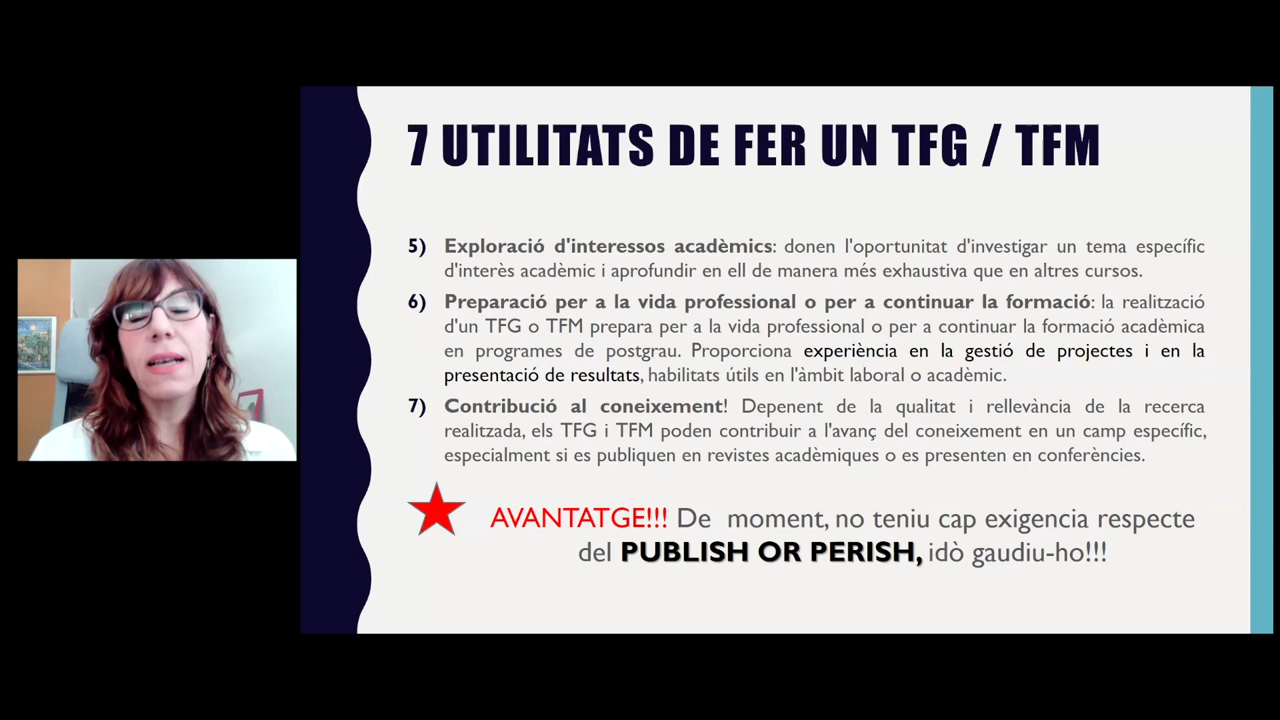 7 UTILITATS DE FER UN TFG / TFM
5) Exploració d'interessos acadèmics: donen l'oportunitat d'investigar un tema específic
d'interès acadèmic i aprofundir en ell de manera més exhaustiva que en altres cursos.
6) Preparació per a la vida professional o per a continuar la formació: la realització
d'un TFG o TFM prepara per a la vida professional o per a continuar la formació acadèmica
en programes de postgrau. Proporciona experiència en la gestió de projectes i en la
presentació de resultats, habilitats útils en l'àmbit laboral o acadèmic.
7) Contribució al coneixement! Depenent de la qualitat i rellevància de la recerca
realitzada, els TFG i TFM poden contribuir a l'avanç del coneixement en un camp específic,
especialment si es publiquen en revistes acadèmiques o es presenten en conferències.
AVANTATGE!!! De moment, no teniu cap exigencia respecte
del PUBLISH OR PERISH, idò gaudiu-ho!!!